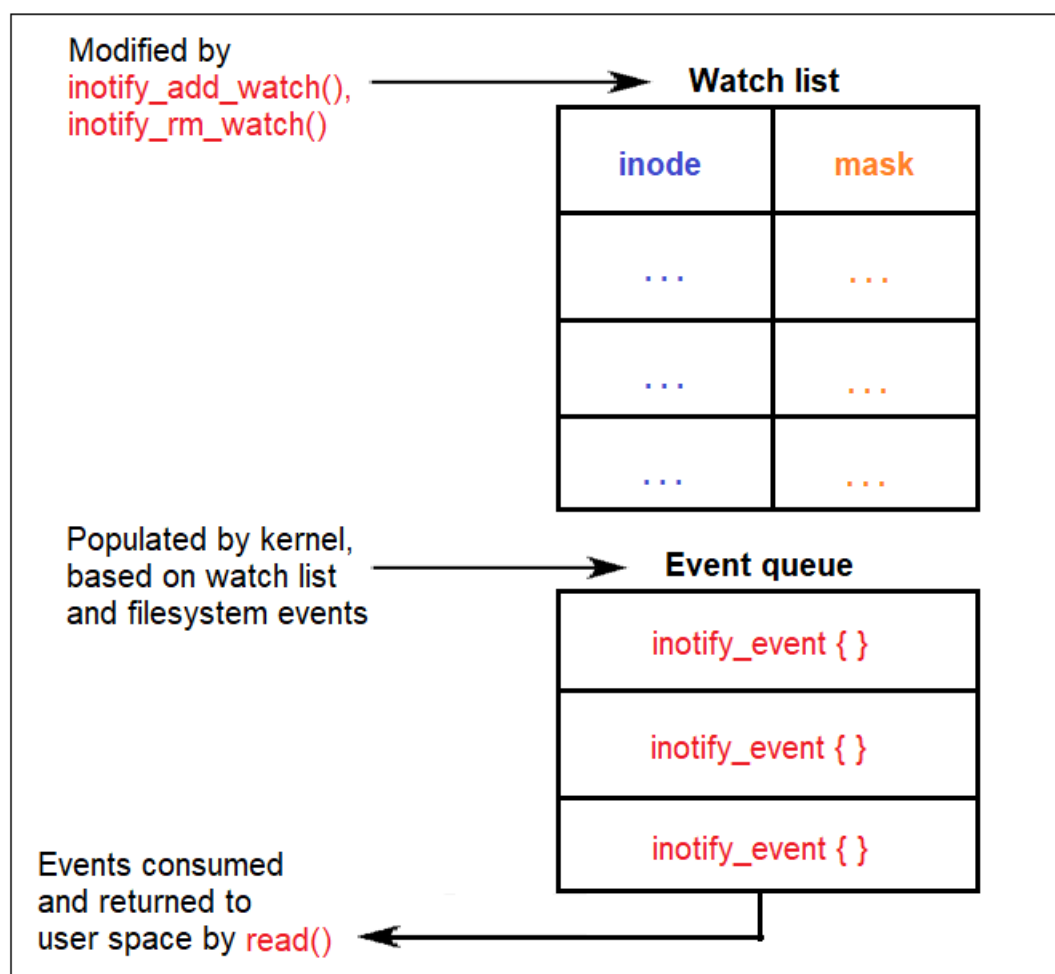 Modified by
inotify_add_watch(),
inotify_rm_watch()
Watch list
inode mask
... ...
... ...
... ...
Populated by kernel,
based on watch list
and filesystem events
Event queue
inotify_event { }
inotify_event { }
inotify_event { }
Events consumed
and returned to
user space by read()